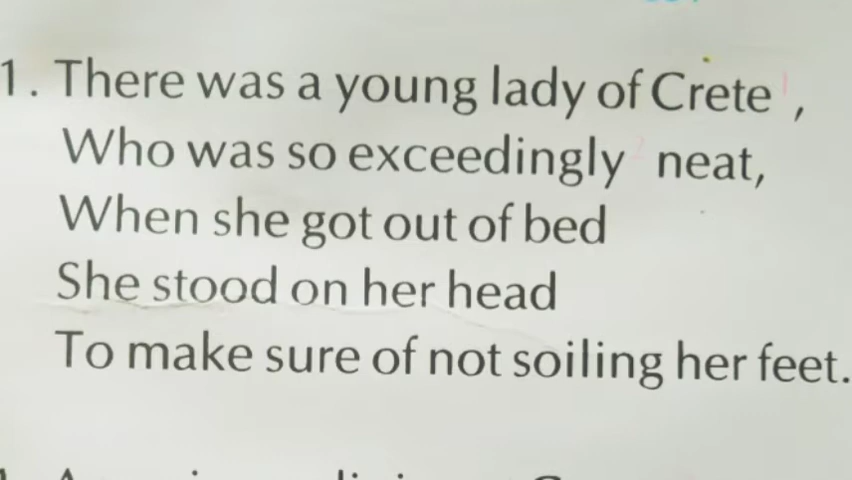 1. There was a young lady of Crete ,
Who was so exceedingly neat,
When she got out of bed
She stood on her head
To make sure of not soiling her feet.